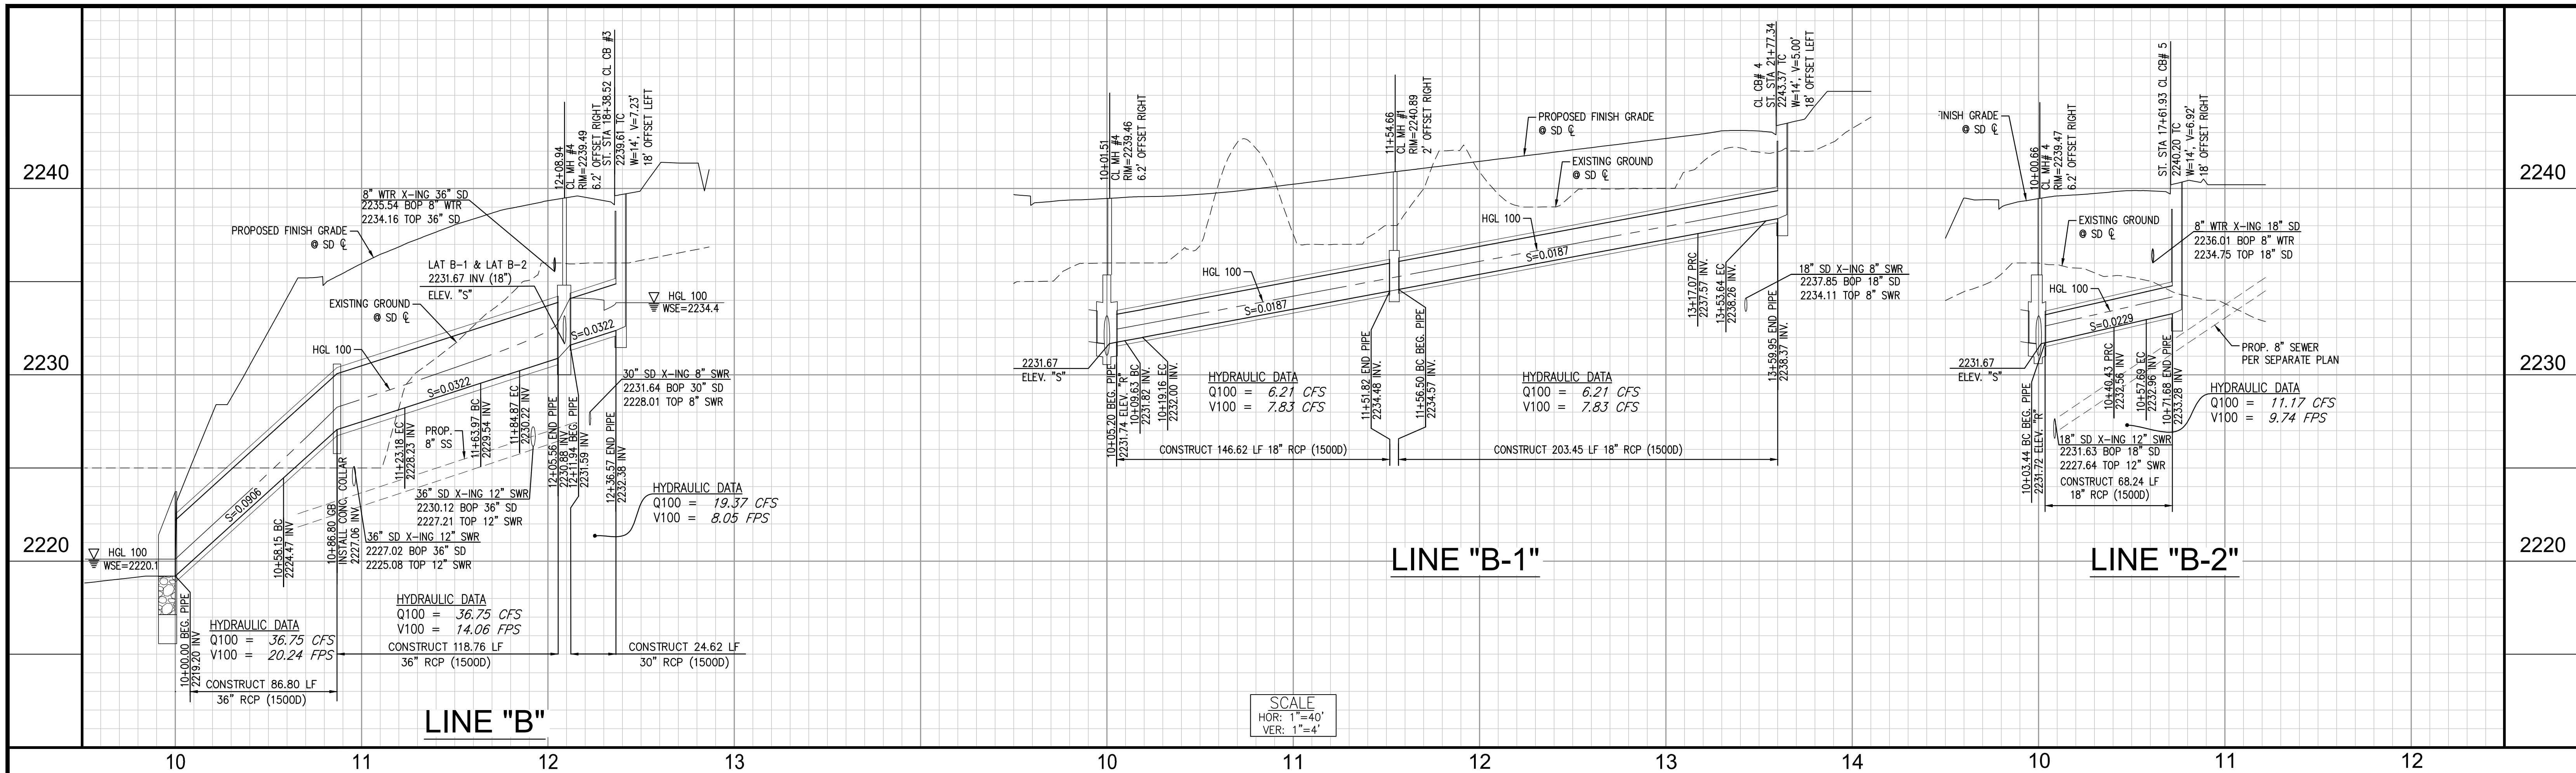 2240
2230
2220
8" WTR X-ING 36" SD
2235.54 BOP 8" WTR
2234.16 TOP 36" SD
PROPOSED FINISH GRADE
@ SD ℄
LAT B-1 & LAT B-2
2231.67 INV (18")
ELEV. "S"
EXISTING GROUND
@ SD ℄
HGL 100
12+08.94
CL MH #4
RIM=2239.49
6.2' OFFSET RIGHT
ST. STA 18+38.52 CL CB #3
2239.61 TC
W=14', V=7.23'
18' OFFSET LEFT
HGL 100
WSE=2234.4
S=0.0322
S=0.0322
S=0.0906
30" SD X-ING 8" SWR
2231.64 BOP 30" SD
2228.01 TOP 8" SWR
PROP.
8" SS
HGL 100
WSE=2220.1
10+00.00 BEG. PIPE
2219.20 INV
10+58.15 BC
2224.47 INV
10+86.80 GB
INSTALL CONC. COLLAR
2227.06 INV.
11+23.18 EC
2228.23 INV
11+63.97 BC
2229.54 INV
11+84.87 EC
2230.22 INV
12+05.56 END PIPE
2230.88 INV
12+11.94 BEG. PIPE
2231.59 INV
12+36.57 END PIPE
2232.38 INV
36" SD X-ING 12" SWR
2230.12 BOP 36" SD
2227.21 TOP 12" SWR
36" SD X-ING 12" SWR
2227.02 BOP 36" SD
2225.08 TOP 12" SWR
HYDRAULIC DATA
Q100 = 19.37 CFS
V100 = 8.05 FPS
HYDRAULIC DATA
Q100 = 36.75 CFS
V100 = 14.06 FPS
HYDRAULIC DATA
Q100 = 36.75 CFS
V100 = 20.24 FPS
CONSTRUCT 118.76 LF
36" RCP (1500D)
CONSTRUCT 24.62 LF
30" RCP (1500D)
CONSTRUCT 86.80 LF
36" RCP (1500D)
LINE "B"
10+01.51
CL MH #4
RIM=2239.46
6.2' OFFSET RIGHT
11+54.66
CL MH #1
RIM=2240.89
2' OFFSET RIGHT
PROPOSED FINISH GRADE
@ SD ℄
EXISTING GROUND
@ SD ℄
HGL 100
HGL 100
S=0.0187
S=0.0187
CL CB# 4
ST. STA 21+77.34
2243.37 TC
W=14', V=5.00'
18' OFFSET LEFT
18" SD X-ING 8" SWR
2237.85 BOP 18" SD
2234.11 TOP 8" SWR
2231.67
ELEV. "S"
10+05.20 BEG. PIPE
2231.74 ELEV. "R"
10+09.63 BC
2231.82 INV.
10+19.16 EC
2232.00 INV.
11+51.82 END PIPE
2234.48 INV.
11+56.50 BC BEG. PIPE
2234.57 INV.
13+17.07 PRC
2237.57 INV.
13+53.64 EC
2238.26 INV.
13+59.95 END PIPE
2238.37 INV.
HYDRAULIC DATA
Q100 = 6.21 CFS
V100 = 7.83 CFS
HYDRAULIC DATA
Q100 = 6.21 CFS
V100 = 7.83 CFS
CONSTRUCT 146.62 LF 18" RCP (1500D)
CONSTRUCT 203.45 LF 18" RCP (1500D)
LINE "B-1"
SCALE
HOR: 1"=40'
VER: 1"=4'
INISH GRADE
@ SD ℄
10+00.66
CL MH# 4
RIM=2239.47
6.2' OFFSET RIGHT
ST. STA 17+61.93 CL CB# 5
2240.20 TC
W=14', V=6.92'
18' OFFSET RIGHT
EXISTING GROUND
@ SD ℄
8" WTR X-ING 18" SD
2236.01 BOP 8" WTR
2234.75 TOP 18" SD
HGL 100
S=0.0229
PROP. 8" SEWER
PER SEPARATE PLAN
2231.67
ELEV. "S"
10+03.44 BC BEG. PIPE
2231.72 ELEV. "R"
10+40.43 PRC
2232.56 INV
10+57.69 EC
2232.96 INV
10+71.68 END PIPE
2233.28 INV
HYDRAULIC DATA
Q100 = 11.17 CFS
V100 = 9.74 FPS
18" SD X-ING 12" SWR
2231.63 BOP 18" SD
2227.64 TOP 12" SWR
CONSTRUCT 68.24 LF
18" RCP (1500D)
LINE "B-2"
2240
2230
2220
10 11 12 13 10 11 12 13 14 10 11 12